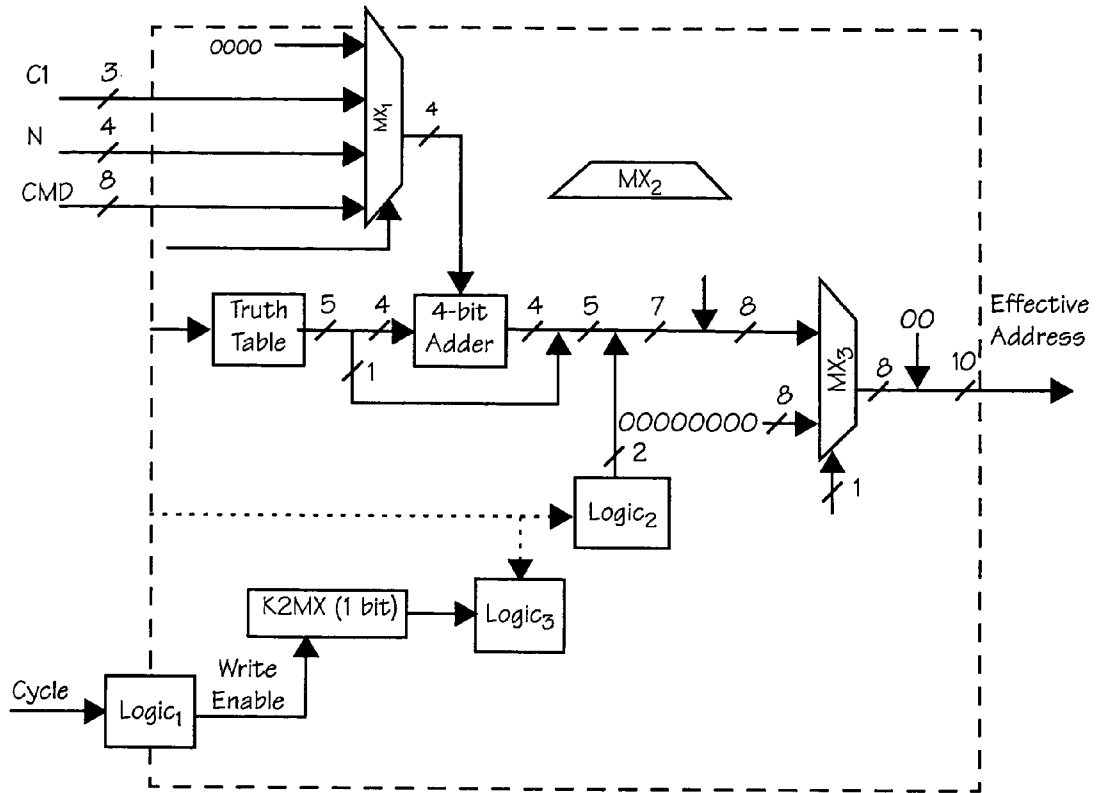 0000
C1
3
N
4
CMD
8
MX1
4
MX2
Truth
Table
5
4
1
4-bit
Adder
4
5
7
8
MX3
00
8
10
Effective
Address
00000000
8
1
2
Logic2
K2MX (1 bit)
Logic3
Cycle
Logic1
Write
Enable